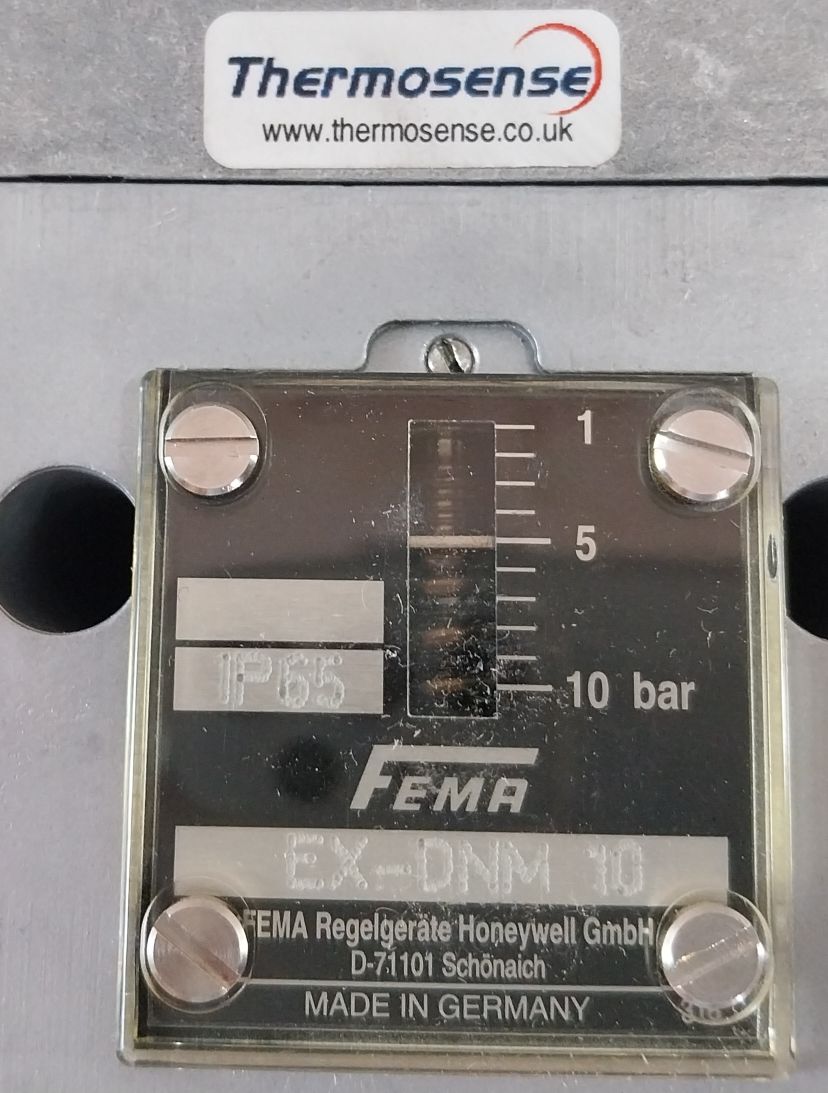 Thermosense
www.thermosense.co.uk
1
5
10 bar
IP65
FEMA
EX-DNM 10
FEMA Regelgeräte Honeywell GmbH
D-71101 Schönaich
MADE IN GERMANY